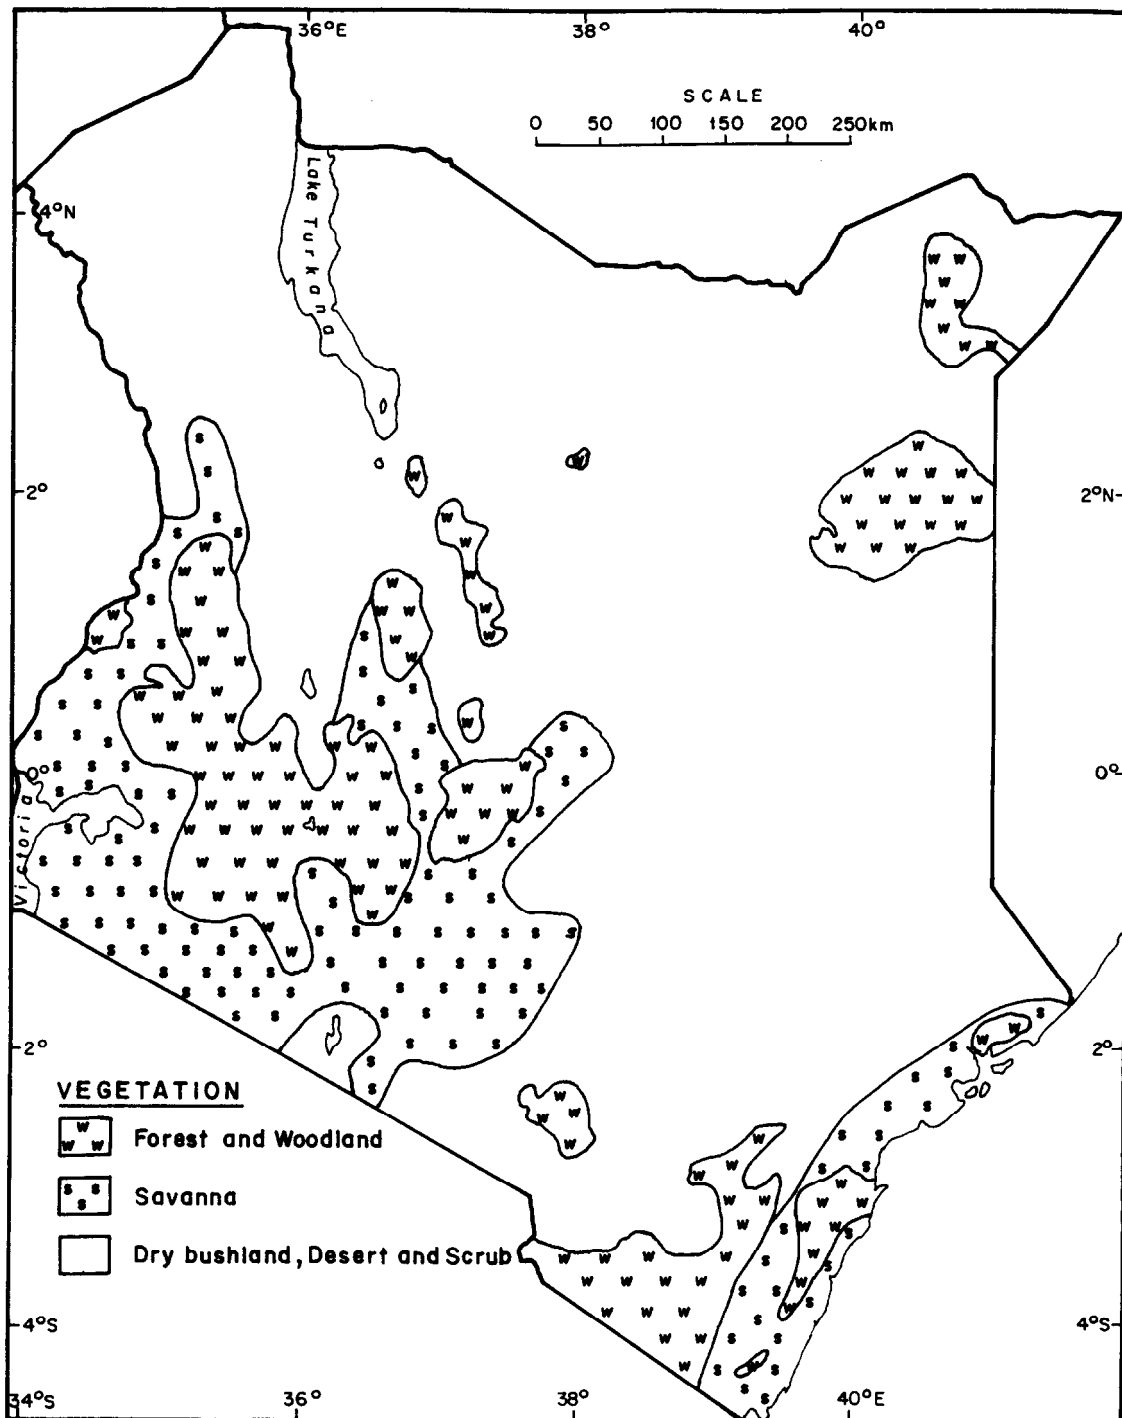 36°E 38° 40°
SCALE
0 50 100 150 200 250km
Lake Turkana
4°N
2° 2°N
0° 0°
Victoria
2° 2°
VEGETATION
W W W Forest and Woodland
S S S Savanna
Dry bushland, Desert and Scrub
4°S 4°S
34°S 36° 38° 40°E